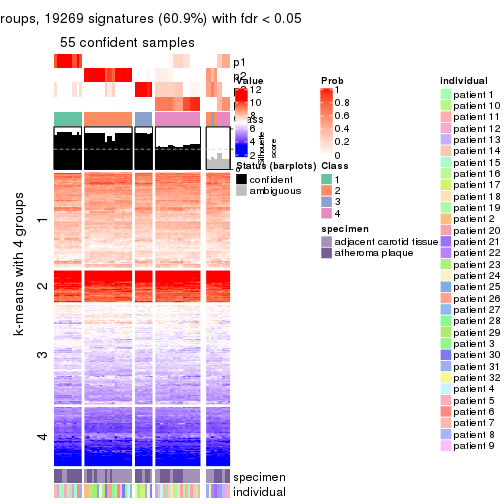 roups, 19269 signatures (60.9%) with fdr < 0.05
55 confident samples
p1
p2
Value
12
10
8
6
4
2
Silhouette
score
Prob
1
0.8
0.6
0.4
0.2
0
Status (barplots)
confident
ambiguous
Class
1
2
3
4
specimen
adjacent carotid tissue
atheroma plaque
individual
patient 1
patient 10
patient 11
patient 12
patient 13
patient 14
patient 15
patient 16
patient 17
patient 18
patient 19
patient 2
patient 20
patient 21
patient 22
patient 23
patient 24
patient 25
patient 26
patient 27
patient 28
patient 29
patient 3
patient 30
patient 31
patient 32
patient 4
patient 5
patient 6
patient 7
patient 8
patient 9
k-means with 4 groups
1
2
3
4
specimen
individual